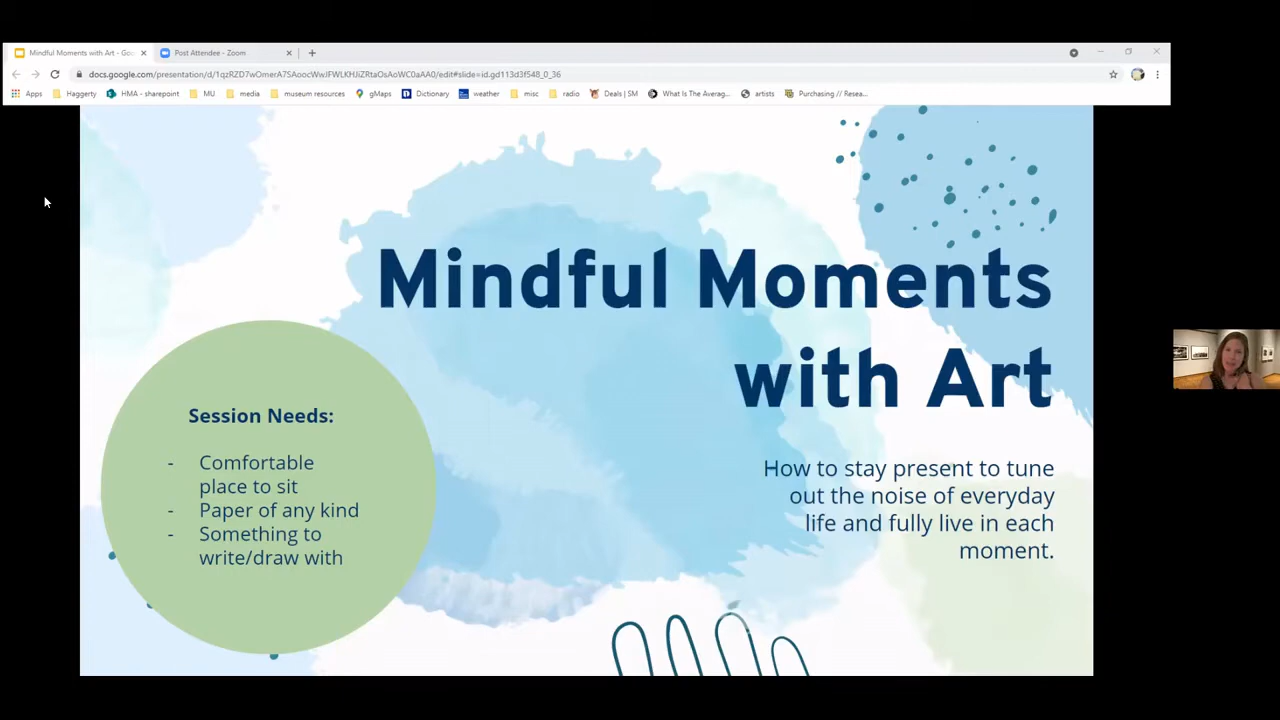 Mindful Moments with Art - Goo
Post Attendee - Zoom
docs.google.com/presentation/d/1qzRZD7wOmerA7SAoocWwJFWLKHJiZRtaOsAoWC0aAA0/edit#slide=id.gd113d3f548_0_36
Apps Haggerty HMA - sharepoint MU media museum resources gMaps Dictionary weather misc radio Deals | SM What Is The Averag... artists Purchasing // Resea...
Mindful Moments
with Art
How to stay present to tune
out the noise of everyday
life and fully live in each
moment.
Session Needs:
- Comfortable
place to sit
- Paper of any kind
- Something to
write/draw with